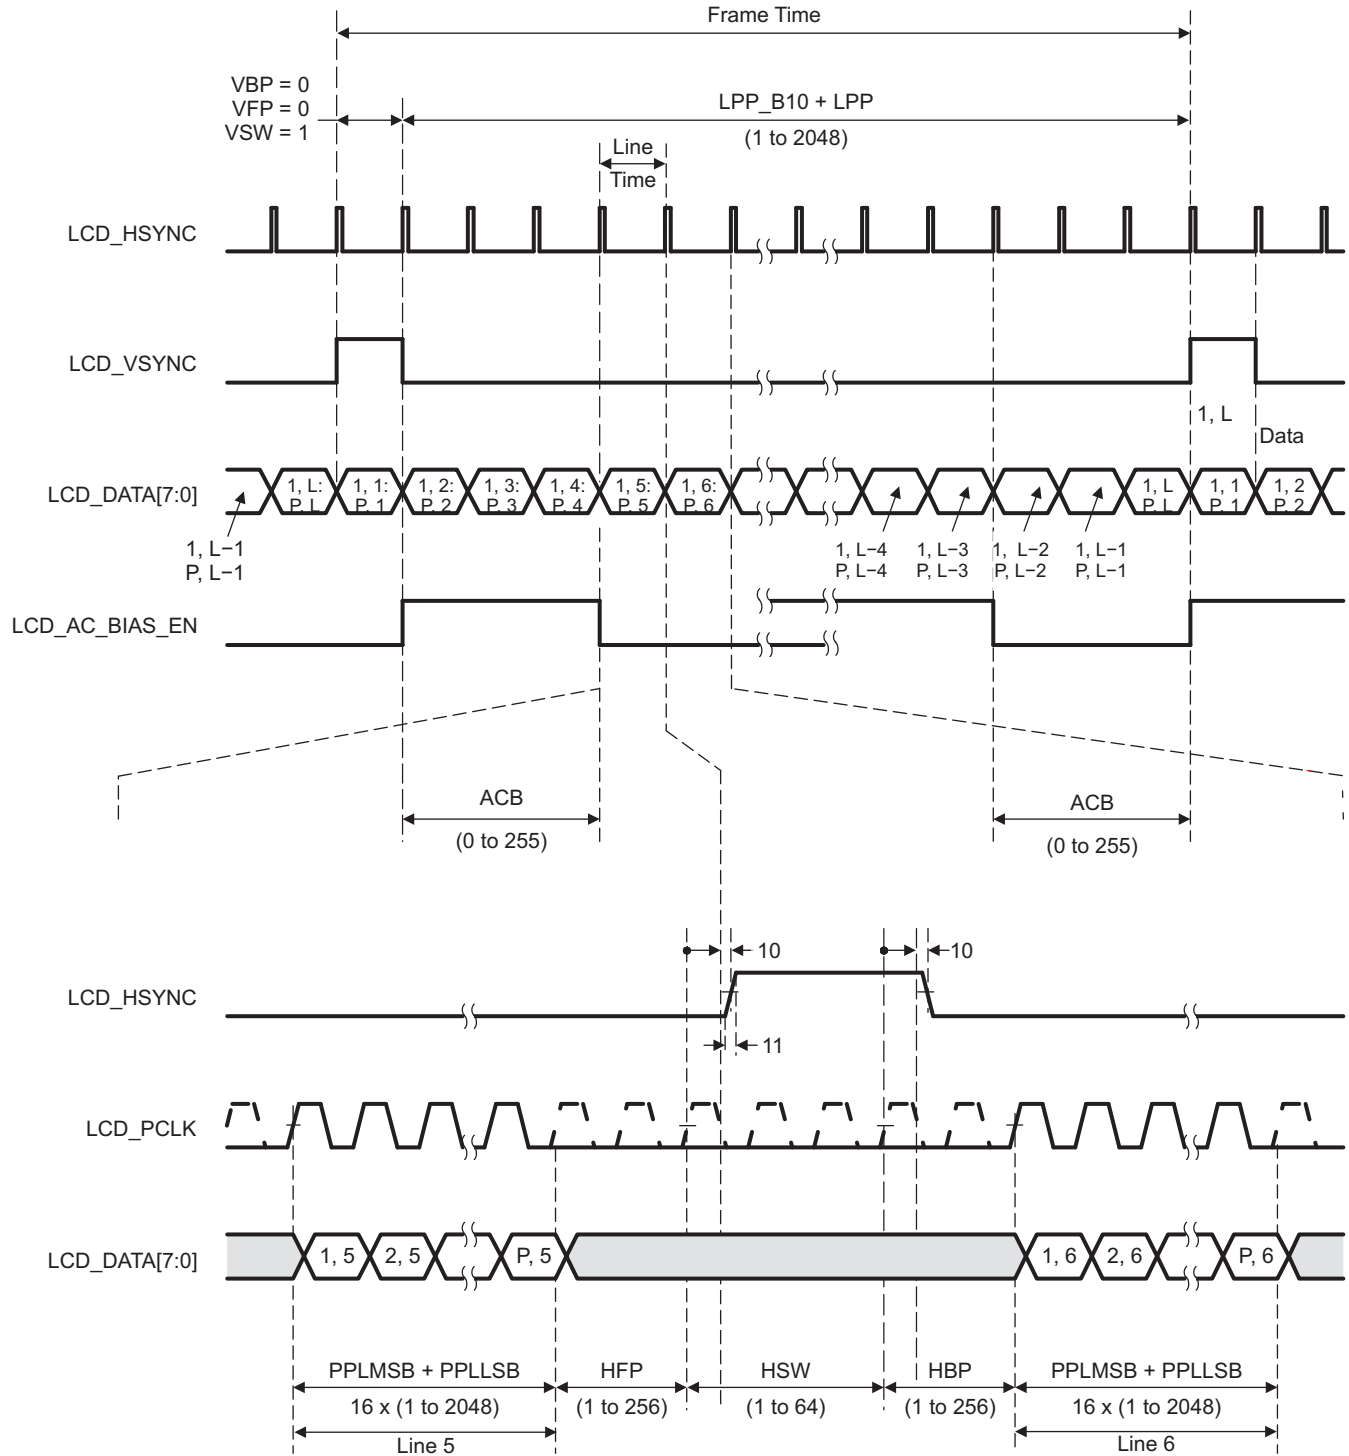 Frame Time
VBP = 0
VFP = 0
VSW = 1
LPP_B10 + LPP
(1 to 2048)
Line
Time
LCD_HSYNC
LCD_VSYNC
1, L
Data
LCD_DATA[7:0]
1, L: 1, 1: 1, 2: 1, 3: 1, 4: 1, 5: 1, 6: 1, L 1, 1 1, 2
P, L P, 1 P, 2 P, 3 P, 4 P, 5 P, 6 P, L P, 1 P, 2
1, L−1 1, L−4 1, L−3 1, L−2 1, L−1
P, L−1 P, L−4 P, L−3 P, L−2 P, L−1
LCD_AC_BIAS_EN
ACB ACB
(0 to 255) (0 to 255)
10 10
LCD_HSYNC
11
LCD_PCLK
LCD_DATA[7:0]
1, 5 2, 5 P, 5 1, 6 2, 6 P, 6
PPLMSB + PPLLSB HFP HSW HBP PPLMSB + PPLLSB
16 x (1 to 2048) (1 to 256) (1 to 64) (1 to 256) 16 x (1 to 2048)
Line 5 Line 6